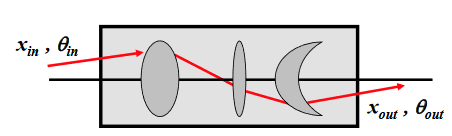 x_in , θ_in
x_out , θ_out